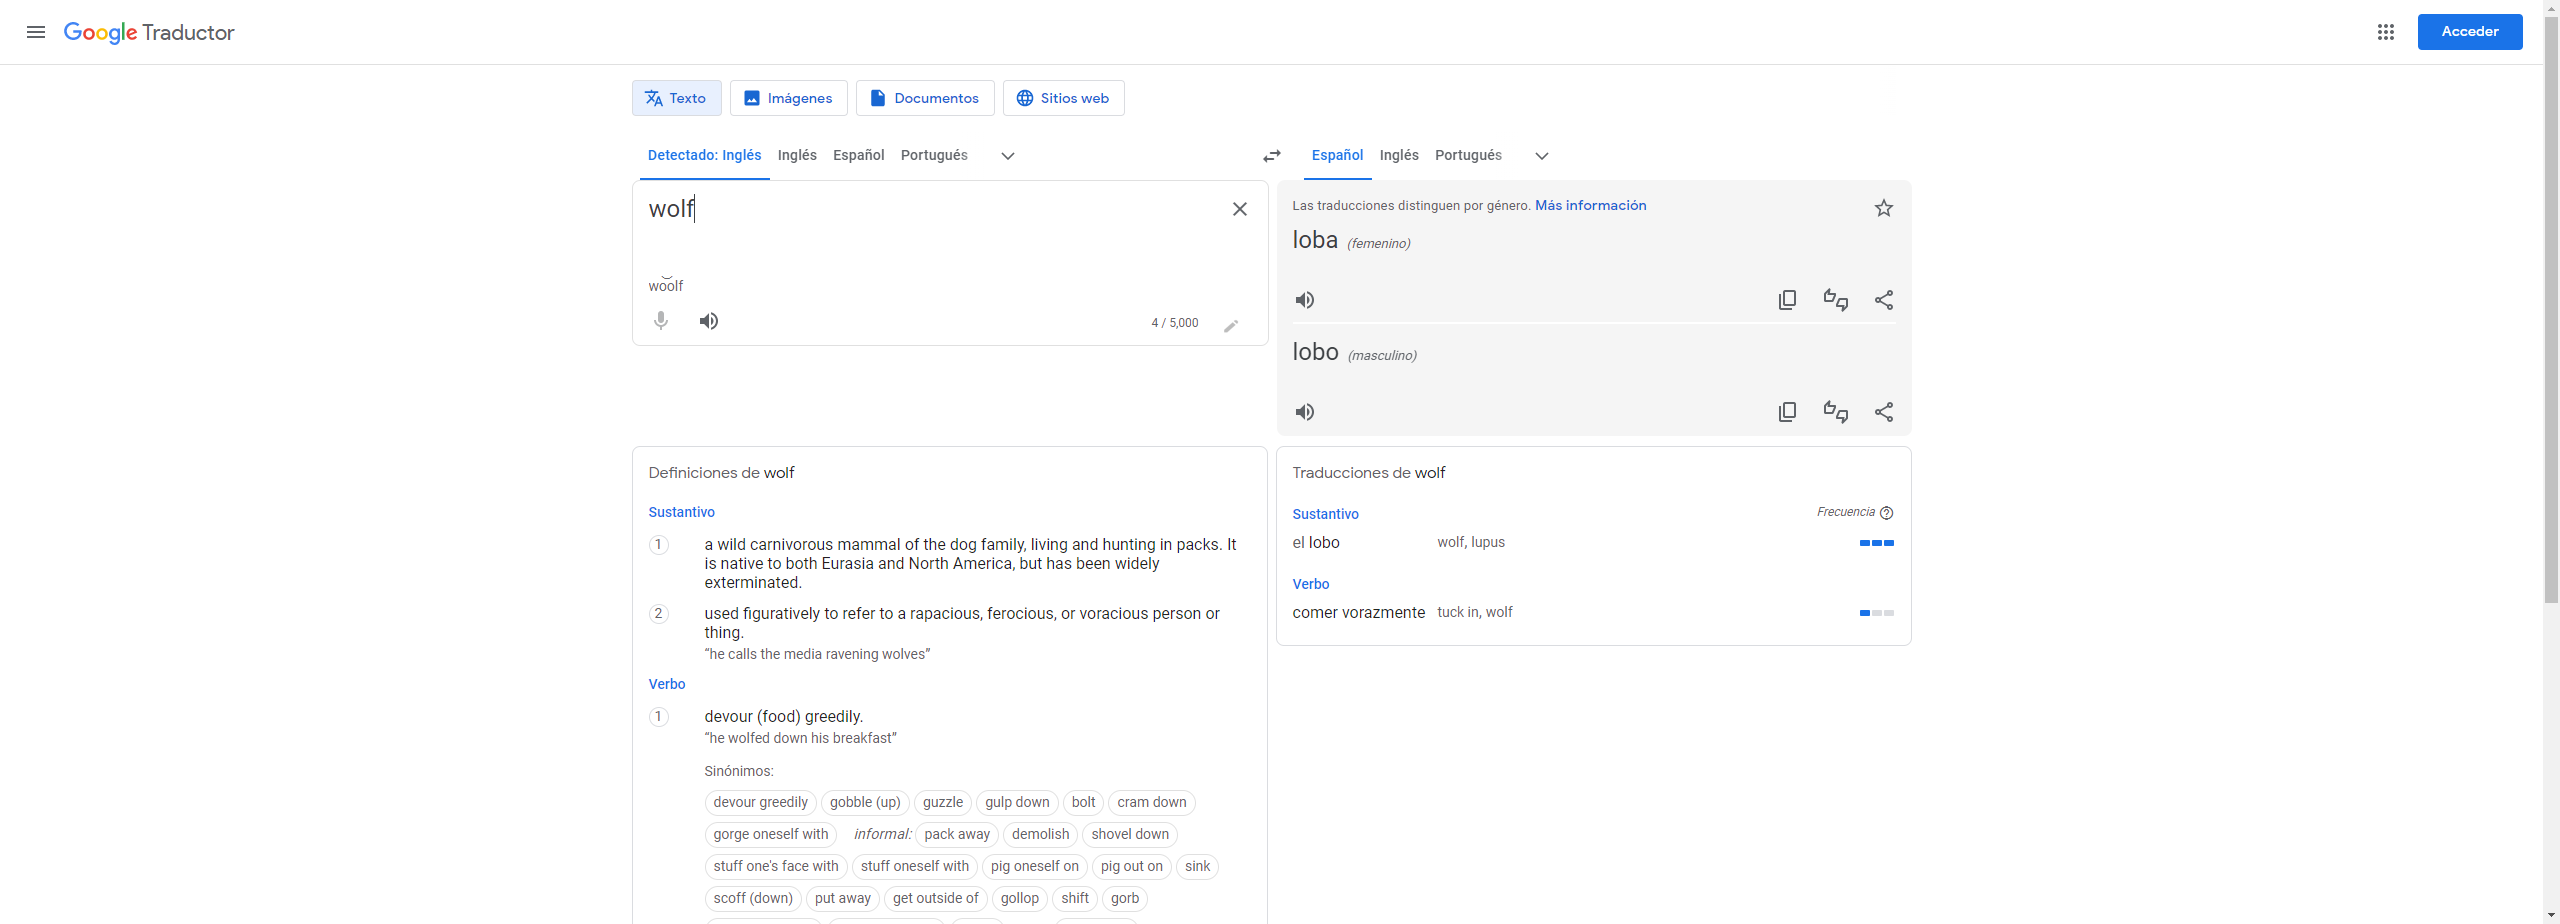 Google Traductor
Acceder
Texto
Imágenes
Documentos
Sitios web
Detectado: Inglés
Inglés
Español
Portugués
Español
Inglés
Portugués
wolf
wo͝olf
4 / 5,000
Las traducciones distinguen por género. Más información
loba (femenino)
lobo (masculino)
Definiciones de wolf
Sustantivo
1
a wild carnivorous mammal of the dog family, living and hunting in packs. It
is native to both Eurasia and North America, but has been widely
exterminated.
2
used figuratively to refer to a rapacious, ferocious, or voracious person or
thing.
“he calls the media ravening wolves”
Verbo
1
devour (food) greedily.
“he wolfed down his breakfast”
Sinónimos:
devour greedily gobble (up) guzzle gulp down bolt cram down
gorge oneself with informal: pack away demolish shovel down
stuff one's face with stuff oneself with pig oneself on pig out on sink
scoff (down) put away get outside of gollop shift gorb
Traducciones de wolf
Sustantivo Frecuencia
el lobo wolf, lupus
Verbo
comer vorazmente tuck in, wolf